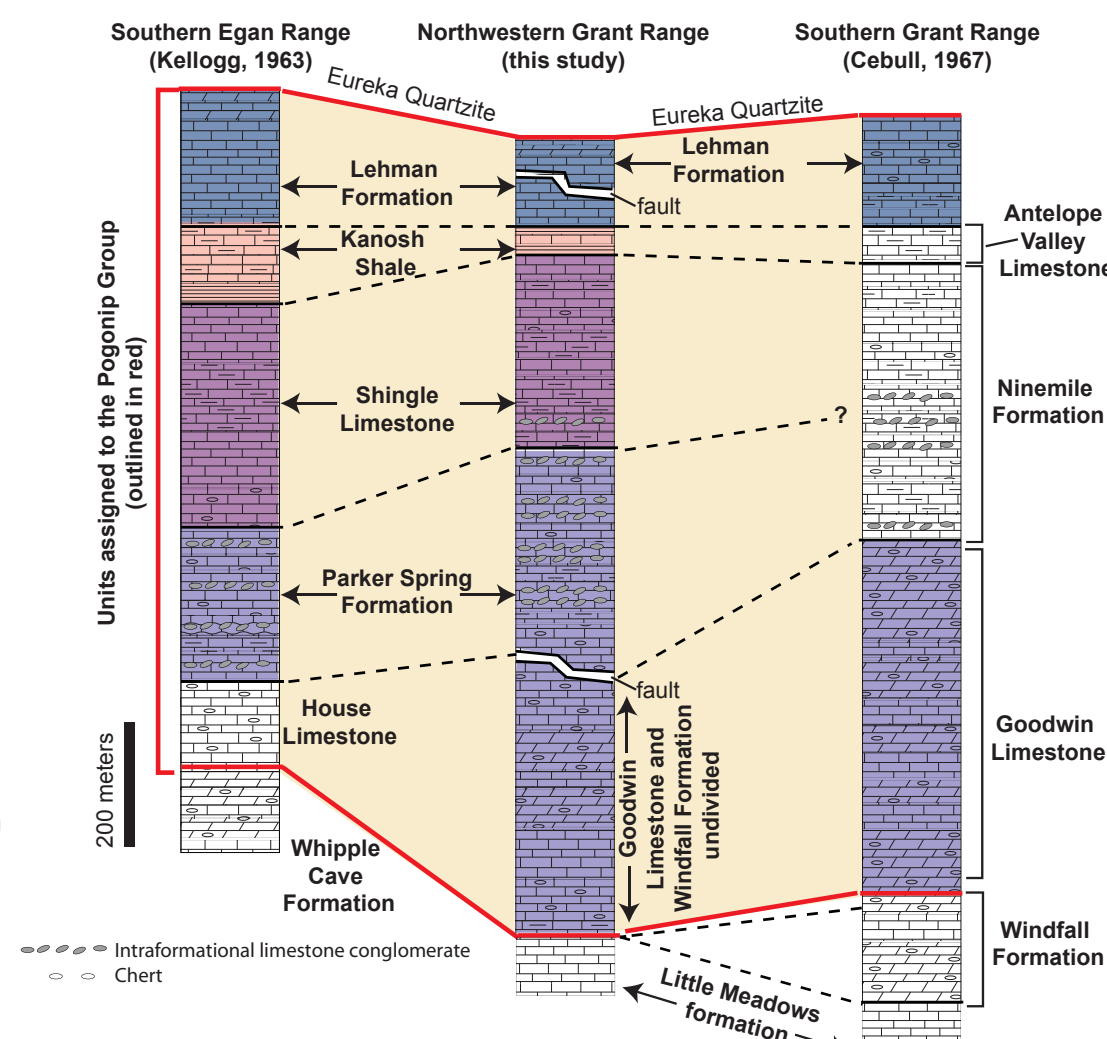 Southern Egan Range
(Kellogg, 1963)
Northwestern Grant Range
(this study)
Southern Grant Range
(Cebull, 1967)
Eureka Quartzite
Eureka Quartzite
Lehman
Formation
Lehman
Formation
fault
Kanosh
Shale
Antelope
Valley
Limestone
Units assigned to the Pogonip Group
(outlined in red)
Shingle
Limestone
?
Ninemile
Formation
Parker Spring
Formation
fault
House
Limestone
Goodwin
Limestone and
Windfall Formation
undivided
Goodwin
Limestone
200 meters
Whipple
Cave
Formation
Windfall
Formation
Little Meadows
formation
Intraformational limestone conglomerate
Chert